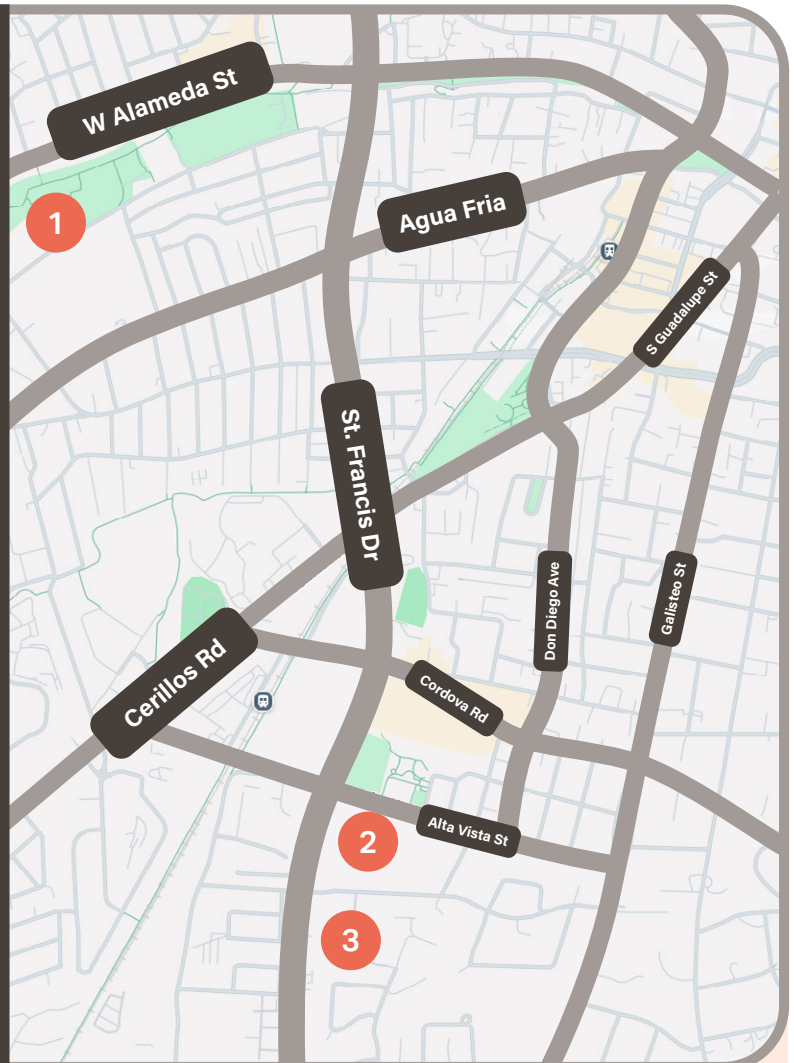 W Alameda St
1
Agua Fria
S Guadalupe St
St. Francis Dr
Don Diego Ave
Galisteo St
Cerillos Rd
Cordova Rd
Alta Vista St
2
3